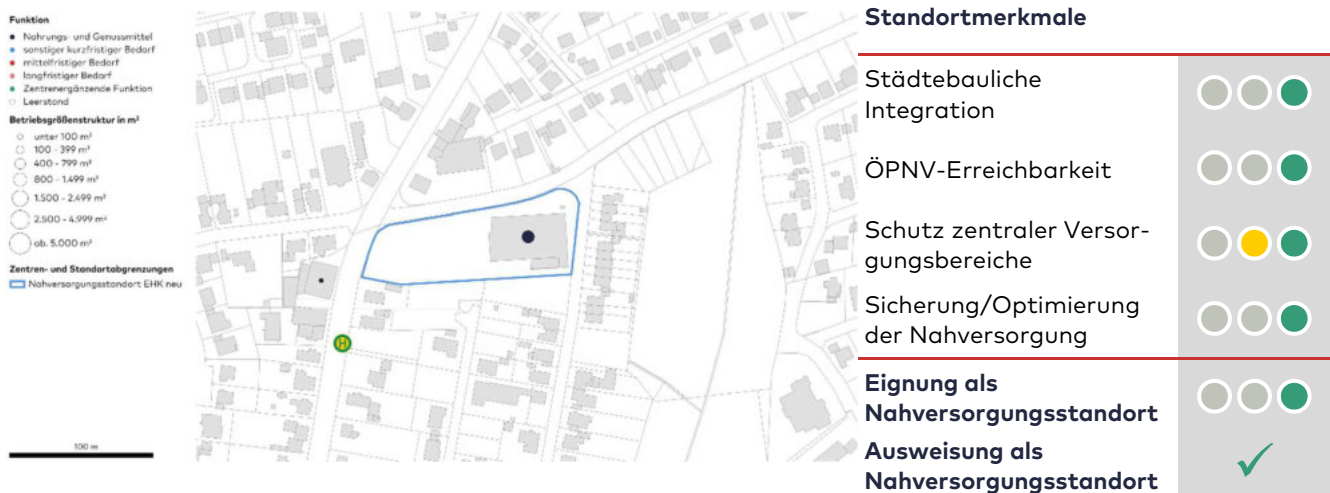 Funktion
Nahrungs- und Genussmittel
sonstiger kurzfristiger Bedarf
mittelfristiger Bedarf
langfristiger Bedarf
Zentrenergänzende Funktion
Leerstand
Betriebsgrößenstruktur in m²
unter 100 m²
100 - 399 m²
400 - 799 m²
800 - 1.499 m²
1.500 - 2.499 m²
2.500 - 4.999 m²
ab. 5.000 m²
Zentren- und Standortabgrenzungen
Nahversorgungsstandort EHK neu
100 m
H
Standortmerkmale
Städtebauliche
Integration
ÖPNV-Erreichbarkeit
Schutz zentraler Versor-
gungsbereiche
Sicherung/Optimierung
der Nahversorgung
Eignung als
Nahversorgungsstandort
Ausweisung als
Nahversorgungsstandort